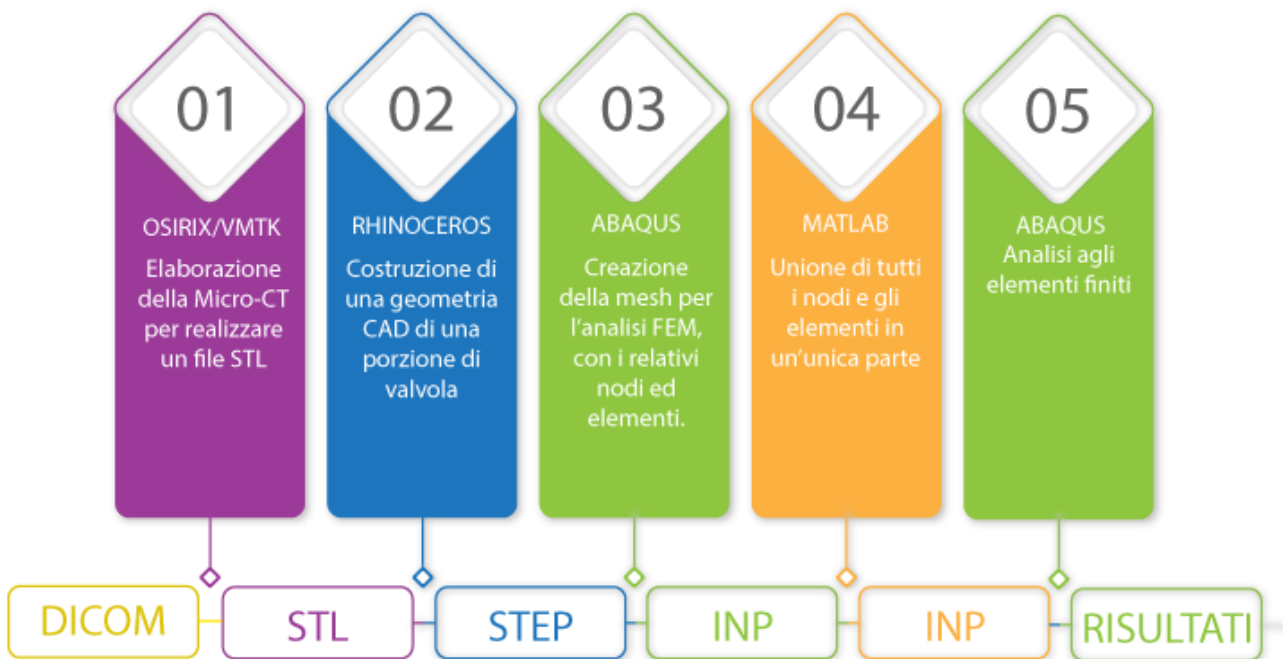 01
OSIRIX/VMTK
Elaborazione
della Micro-CT
per realizzare
un file STL
02
RHINOCEROS
Costruzione di
una geometria
CAD di una
porzione di
valvola
03
ABAQUS
Creazione
della mesh per
l'analisi FEM,
con i relativi
nodi ed
elementi.
04
MATLAB
Unione di tutti
i nodi e gli
elementi in
un'unica parte
05
ABAQUS
Analisi agli
elementi finiti
DICOM
STL
STEP
INP
INP
RISULTATI